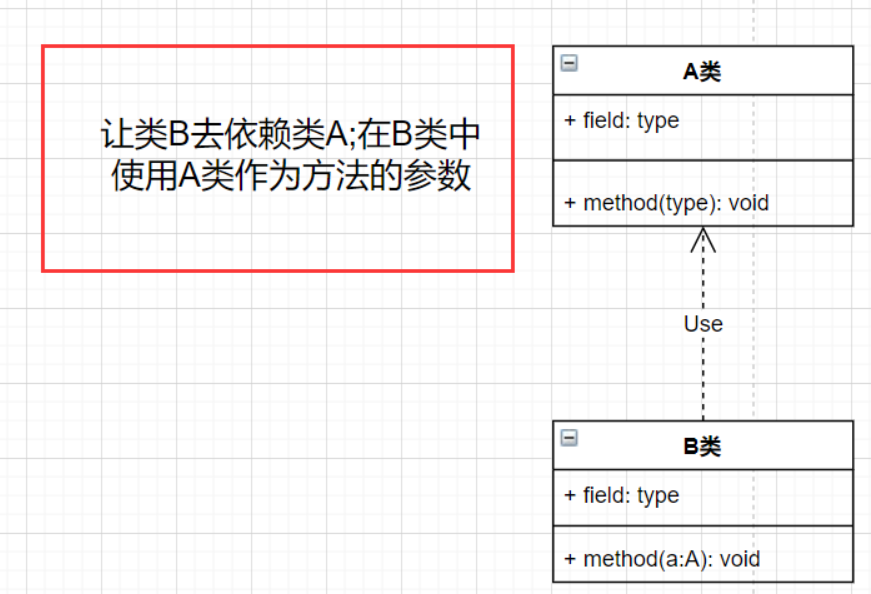 让类B去依赖类A;在B类中
使用A类作为方法的参数
A类
+ field: type
+ method(type): void
Use
B类
+ field: type
+ method(a:A): void